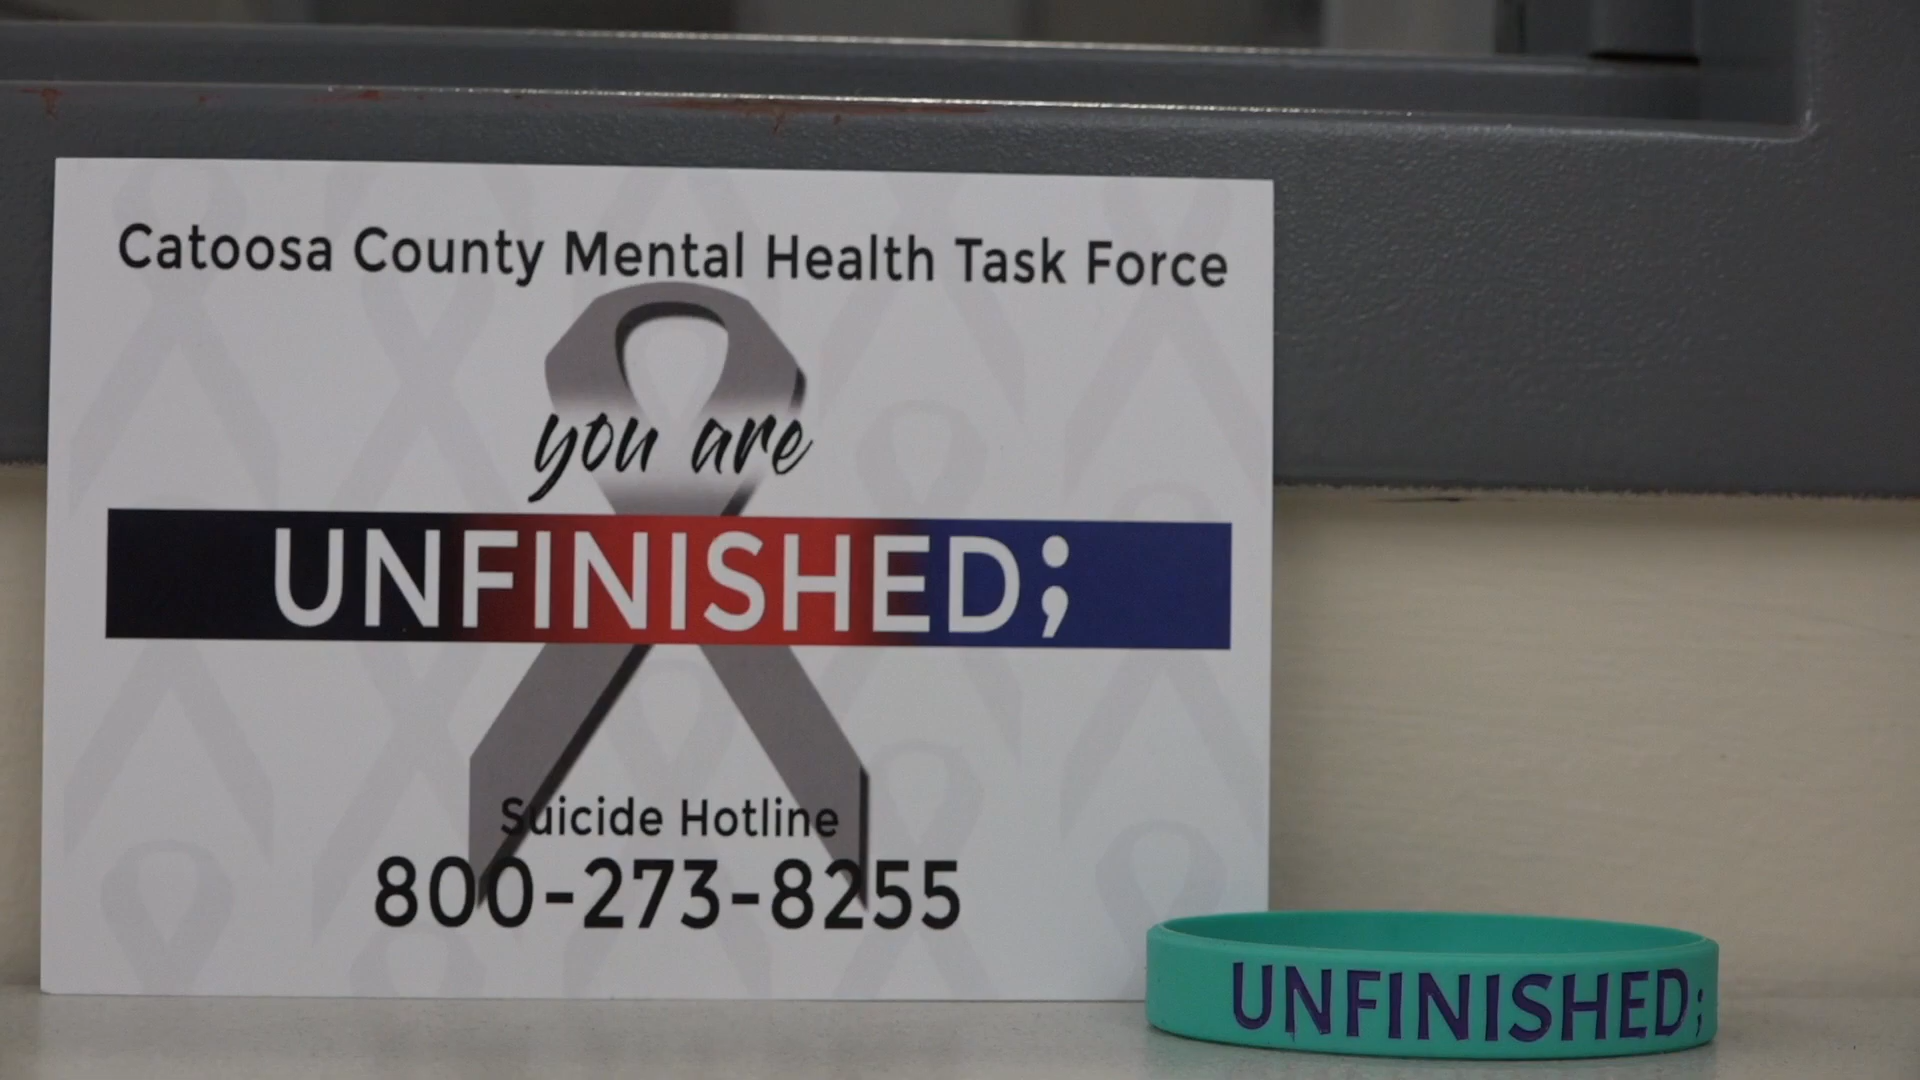 Catoosa County Mental Health Task Force
you are
UNFINISHED;
Suicide Hotline
800-273-8255
UNFINISHED;